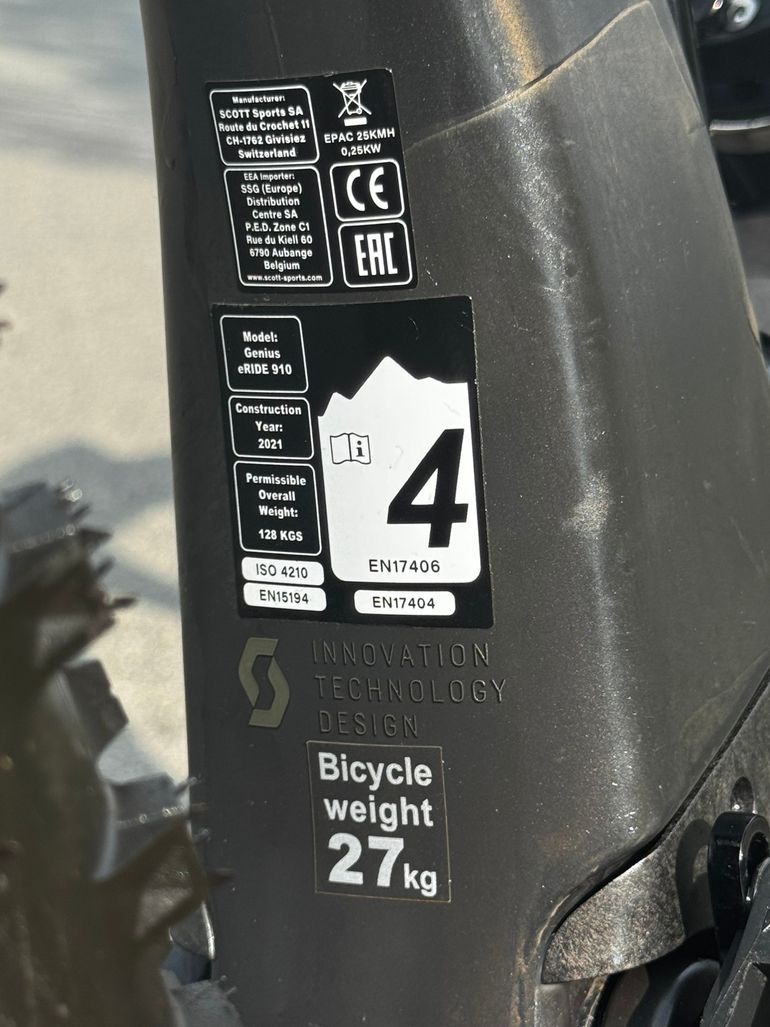 Manufacturer:
SCOTT Sports SA
Route du Crochet 11
CH-1762 Givisiez
Switzerland
EPAC 25KMH
0,25KW
EEA Importer:
SSG (Europe)
Distribution
Centre SA
P.E.D. Zone C1
Rue du Kiell 60
6790 Aubange
Belgium
www.scott-sports.com
CE
EAC
Model:
Genius
eRIDE 910
Construction
Year:
2021
Permissible
Overall
Weight:
128 KGS
ISO 4210
EN15194
i
4
EN17406
EN17404
INNOVATION
TECHNOLOGY
DESIGN
Bicycle
weight
27kg